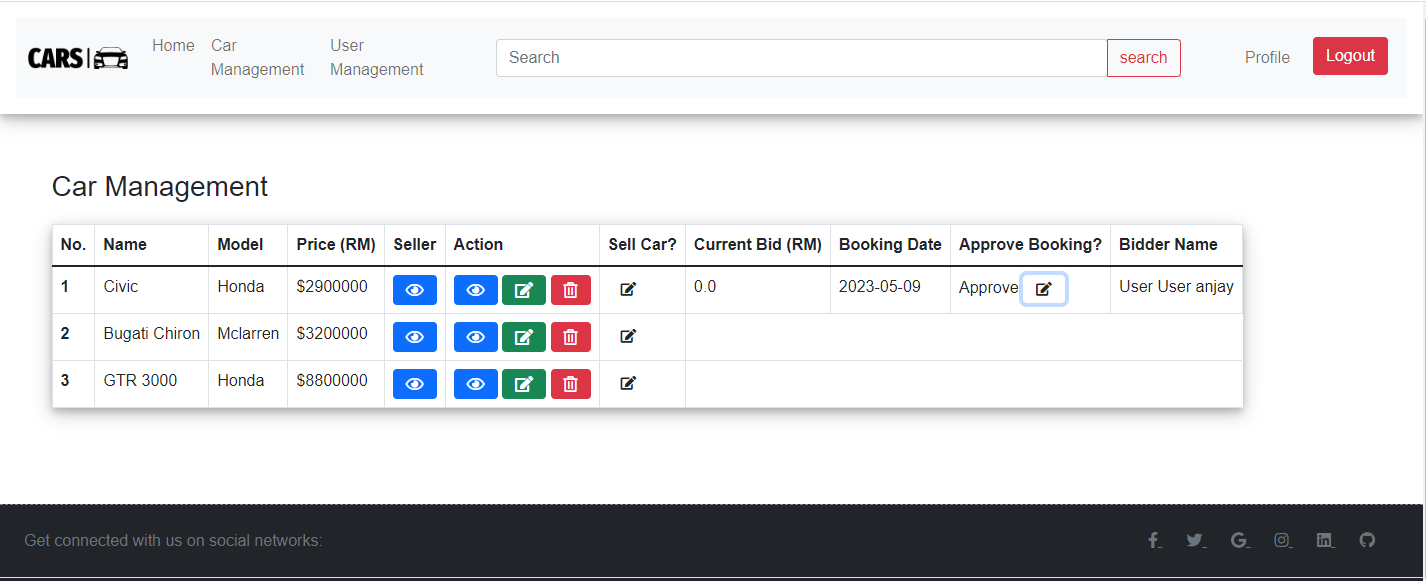 CARS
Home
Car
Management
User
Management
Search
search
Profile
Logout
Car Management
No. Name Model Price (RM) Seller Action Sell Car? Current Bid (RM) Booking Date Approve Booking? Bidder Name
1 Civic Honda $2900000 0.0 2023-05-09 Approve User User anjay
2 Bugati Chiron Mclarren $3200000
3 GTR 3000 Honda $8800000
Get connected with us on social networks: